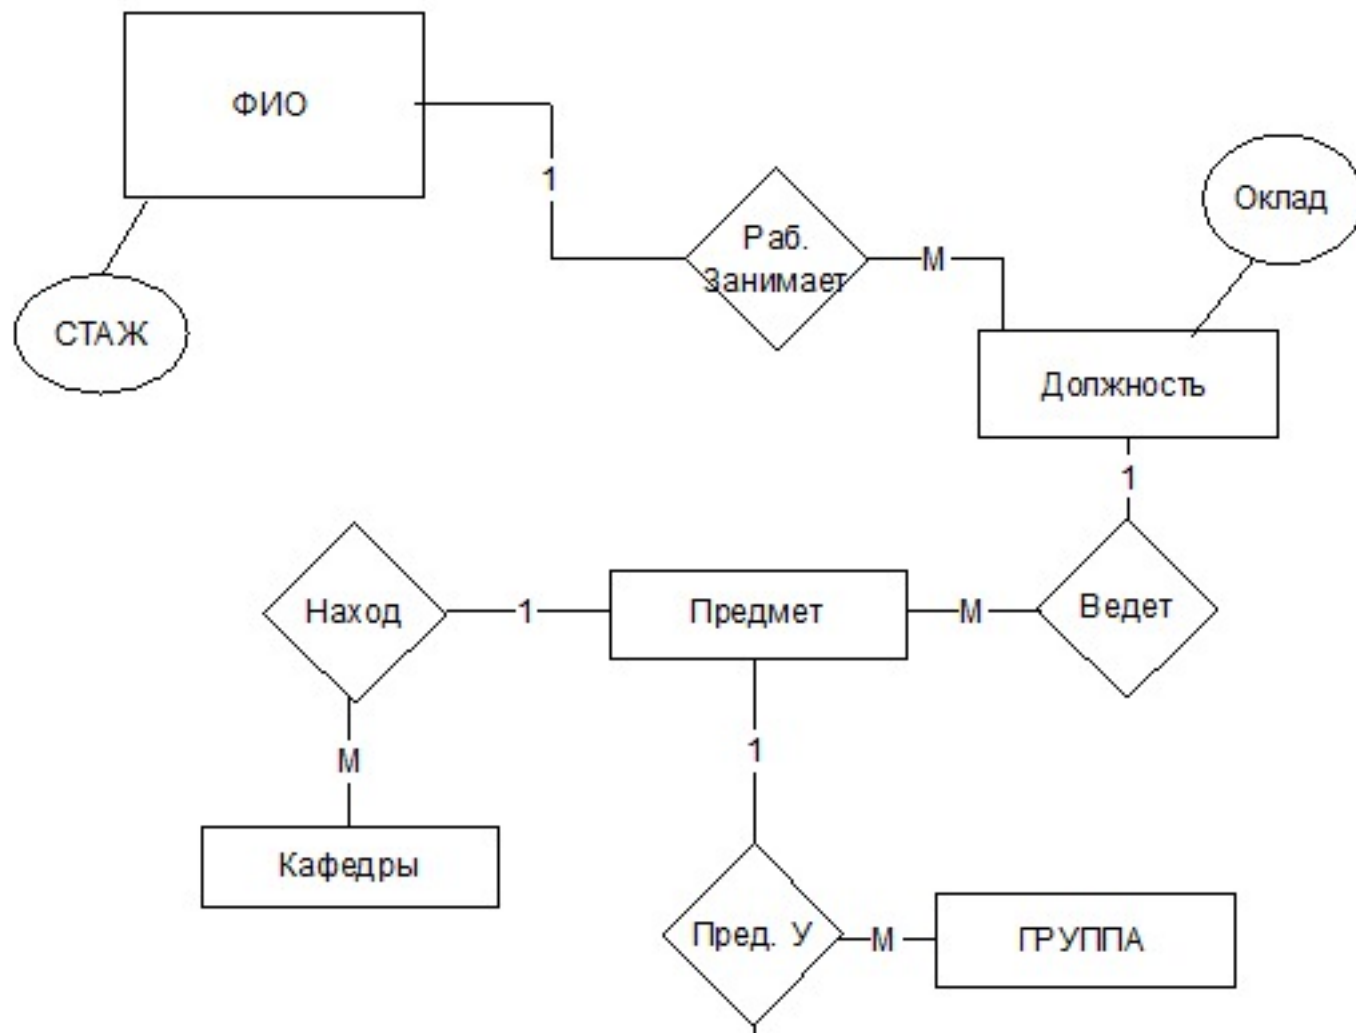 ФИО
1
Оклад
Раб.
Занимает
М
СТАЖ
Должность
1
Наход
1
Предмет
М
Ведет
1
М
Кафедры
Пред. У
М
ГРУППА